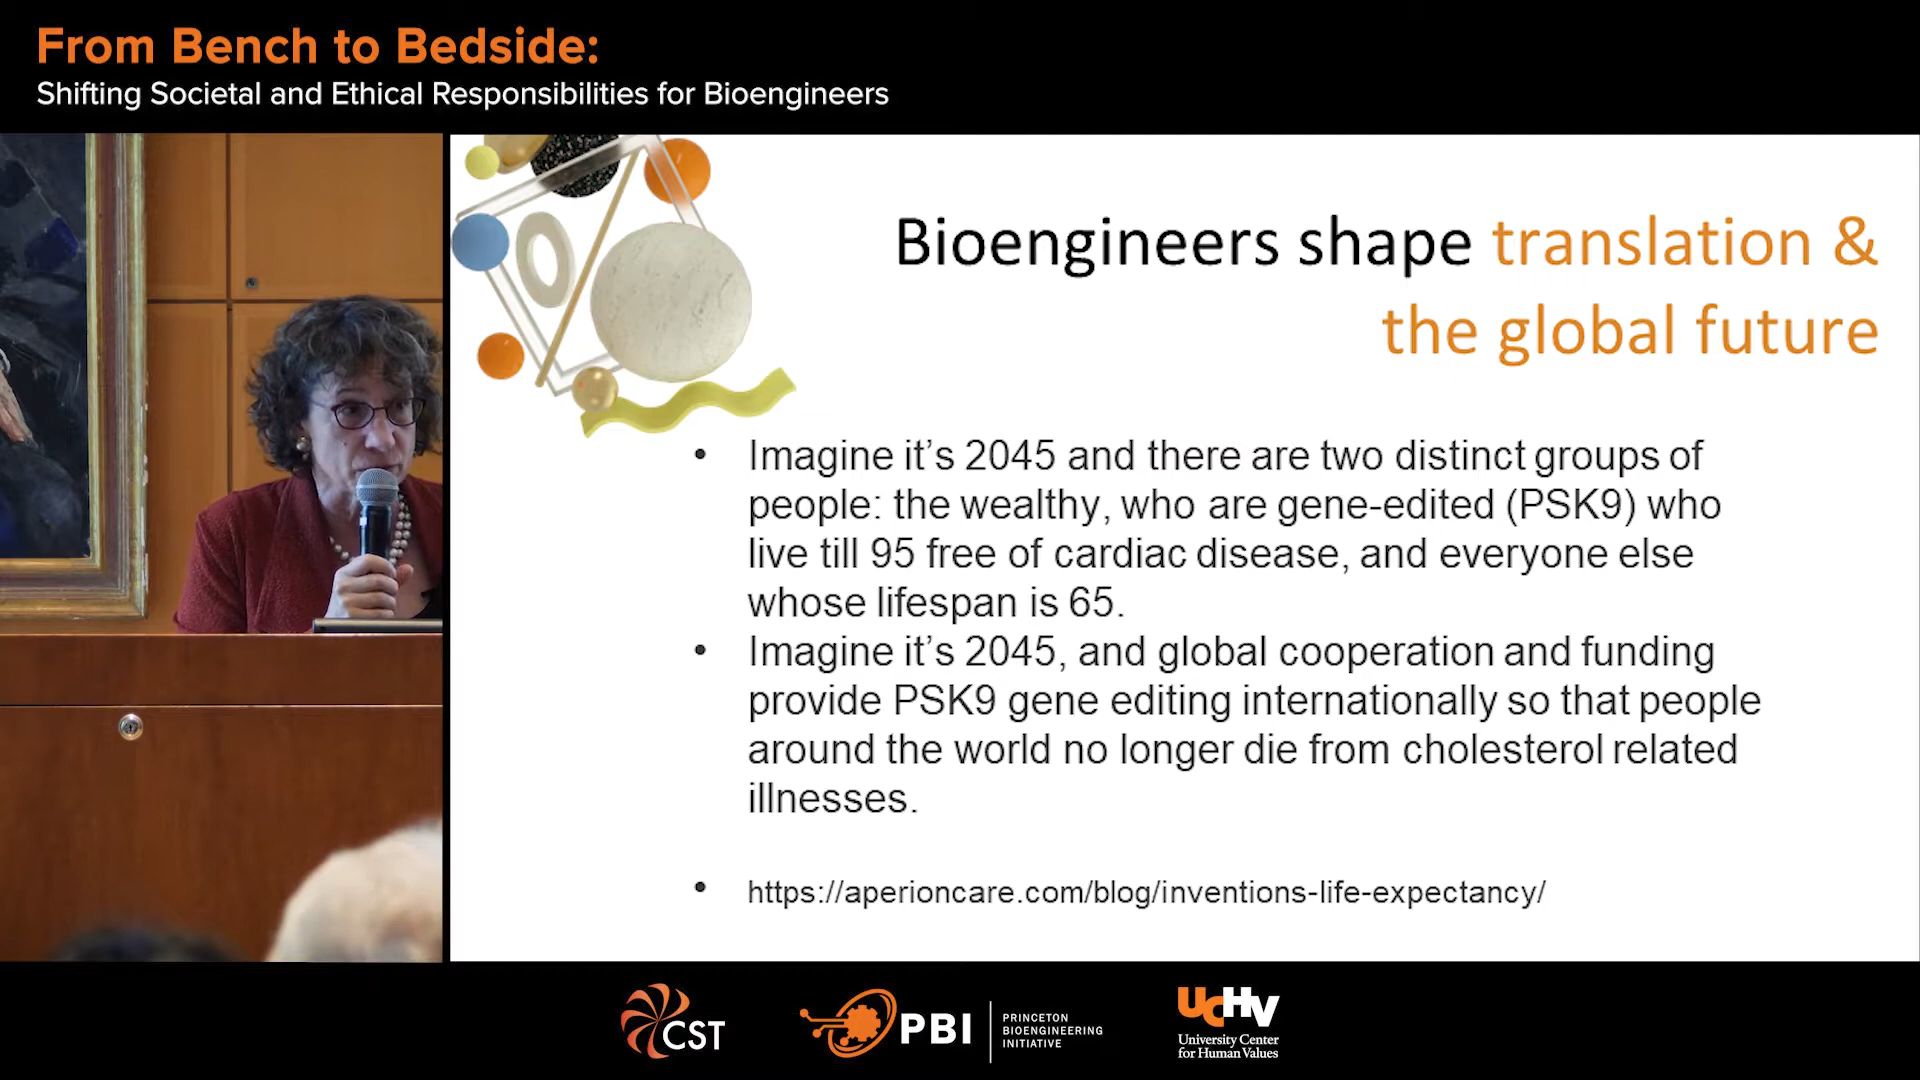 From Bench to Bedside:
Shifting Societal and Ethical Responsibilities for Bioengineers
Bioengineers shape translation &
the global future
• Imagine it’s 2045 and there are two distinct groups of
people: the wealthy, who are gene-edited (PSK9) who
live till 95 free of cardiac disease, and everyone else
whose lifespan is 65.
• Imagine it’s 2045, and global cooperation and funding
provide PSK9 gene editing internationally so that people
around the world no longer die from cholesterol related
illnesses.
• https://aperioncare.com/blog/inventions-life-expectancy/
CST
PBI
PRINCETON
BIOENGINEERING
INITIATIVE
UCHV
University Center
for Human Values